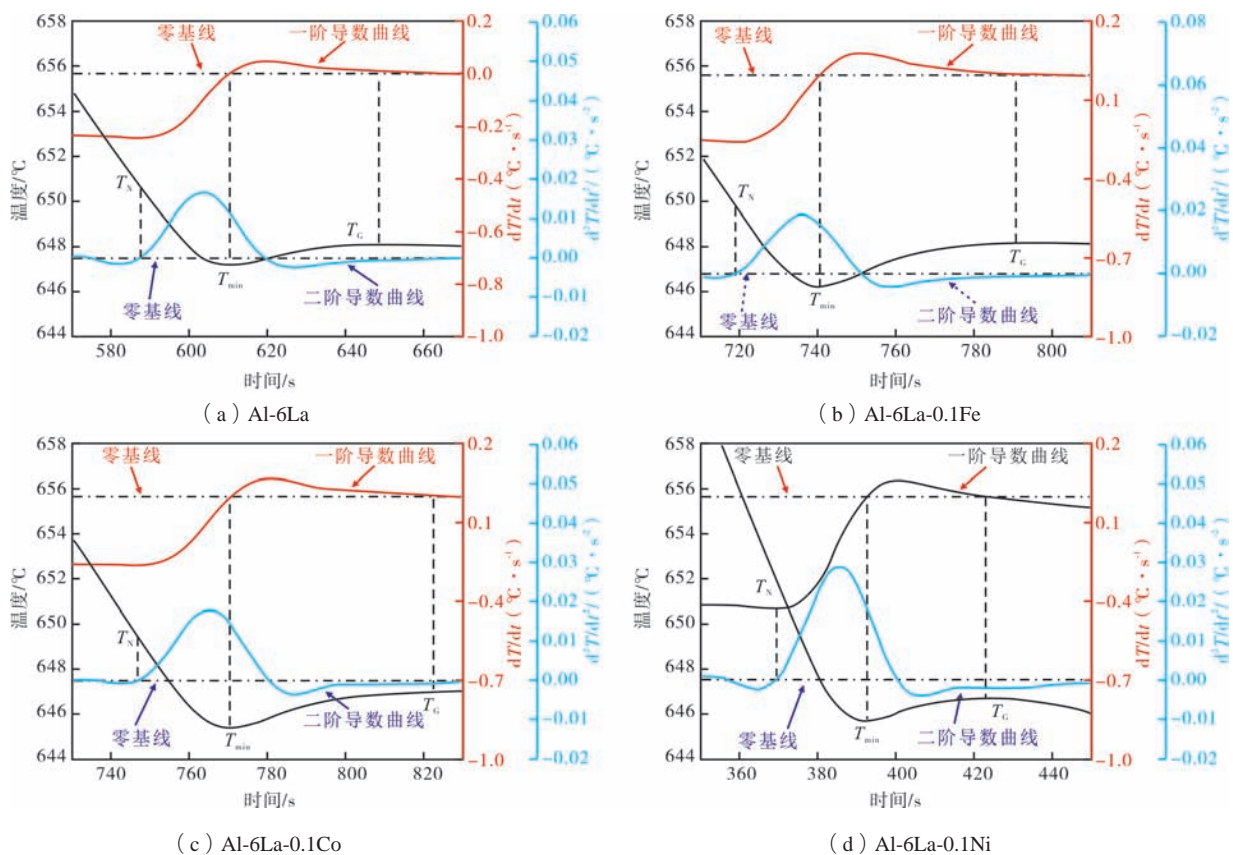 零基线
一阶导数曲线
T_N
T_G
T_min
零基线
二阶导数曲线
658
656
654
652
650
648
646
644
温度/℃
580 600 620 640 660
时间/s
0.2
0.0
-0.2
-0.4
-0.6
-0.8
-1.0
dT/dt (℃·s⁻¹)
0.06
0.05
0.04
0.03
0.02
0.01
0.00
-0.01
-0.02
d²T/dt²/ (℃·s⁻²)
(a) Al-6La
零基线
一阶导数曲线
T_N
T_G
T_min
零基线
二阶导数曲线
658
656
654
652
650
648
646
644
温度/℃
720 740 760 780 800
时间/s
0.2
0.1
-0.4
-0.7
-1.0
dT/dt (℃·s⁻¹)
0.08
0.06
0.04
0.02
0.00
-0.02
d²T/dt²/ (℃·s⁻²)
(b) Al-6La-0.1Fe
零基线
一阶导数曲线
T_N
T_G
T_min
零基线
二阶导数曲线
658
656
654
652
650
648
646
644
温度/℃
740 760 780 800 820
时间/s
0.2
0.1
-0.4
-0.7
-1.0
dT/dt (℃·s⁻¹)
0.06
0.05
0.04
0.03
0.02
0.01
0.00
-0.01
-0.02
d²T/dt²/ (℃·s⁻²)
(c) Al-6La-0.1Co
零基线
一阶导数曲线
T_N
T_G
T_min
零基线
二阶导数曲线
658
656
654
652
650
648
646
644
温度/℃
360 380 400 420 440
时间/s
0.2
0.1
-0.4
-0.7
-1.0
dT/dt (℃·s⁻¹)
0.06
0.05
0.04
0.03
0.02
0.01
0.00
-0.01
-0.02
d²T/dt²/ (℃·s⁻²)
(d) Al-6La-0.1Ni